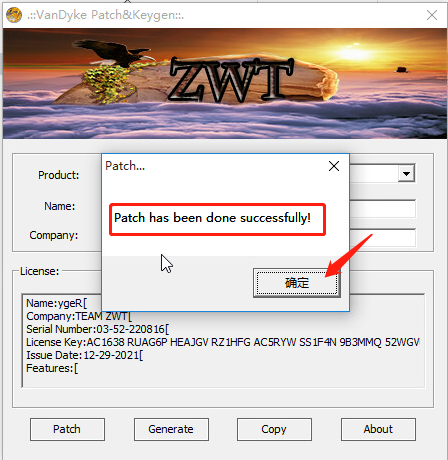 .::VanDyke Patch&Keygen::.
ZWT
Product:
Name:
Company:
Patch...
Patch has been done successfully!
确定
License:
Name:ygeR[
Company:TEAM ZWT[
Serial Number:03-52-220816[
License Key:AC1638 RUAG6P HEAJGV RZ1HFG AC5RYW SS1F4N 9B3MMQ 52WGW
Issue Date:12-29-2021[
Features:[
Patch
Generate
Copy
About